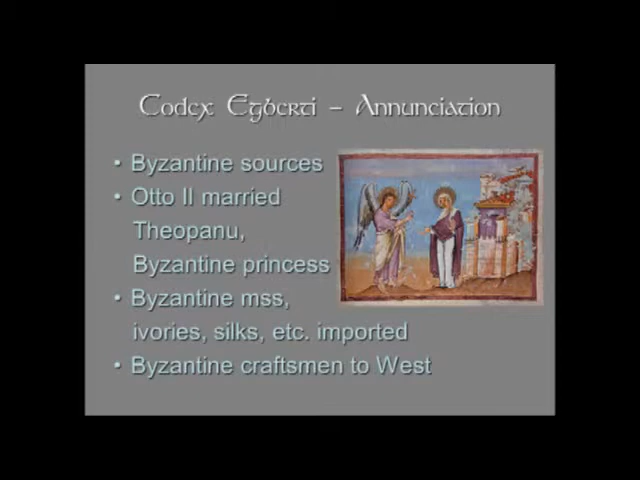 Codex Egberti – Annunciation
• Byzantine sources
• Otto II married
Theopanu,
Byzantine princess
• Byzantine mss,
ivories, silks, etc. imported
• Byzantine craftsmen to West